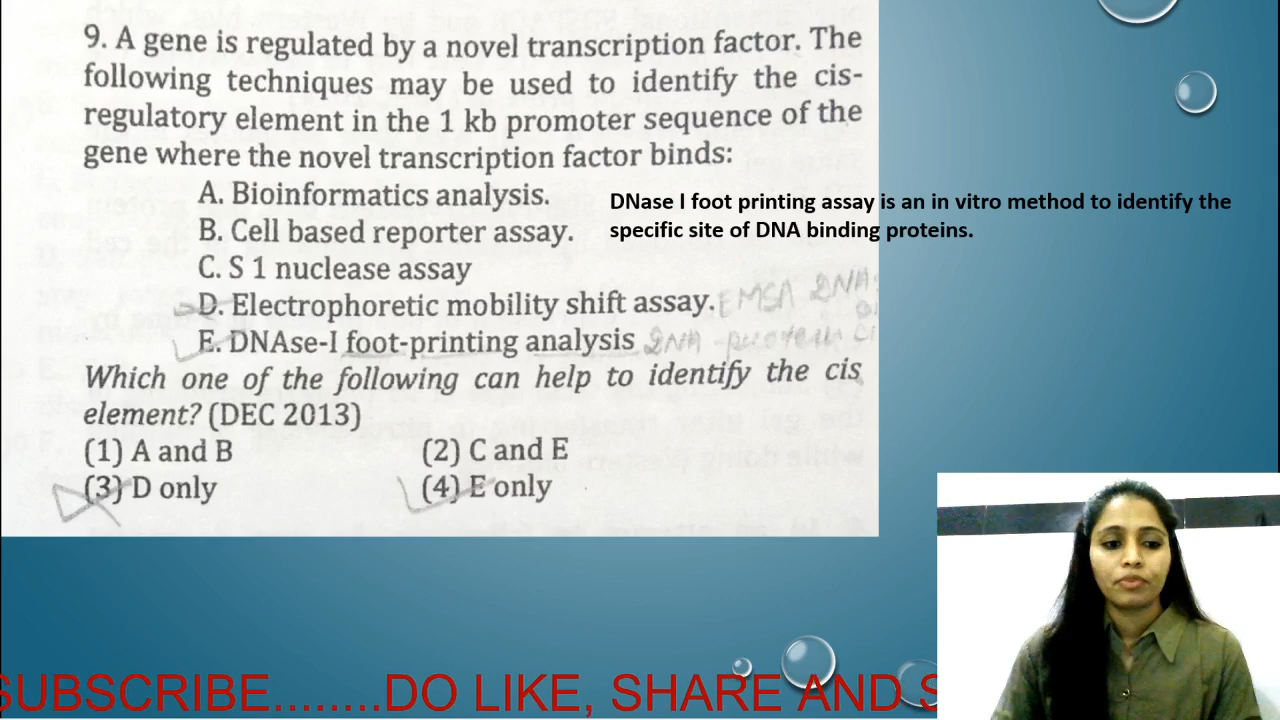 9. A gene is regulated by a novel transcription factor. The
following techniques may be used to identify the cis-
regulatory element in the 1 kb promoter sequence of the
gene where the novel transcription factor binds:
A. Bioinformatics analysis.
B. Cell based reporter assay.
C. S 1 nuclease assay
D. Electrophoretic mobility shift assay. EMSA DNA
E. DNAse-I foot-printing analysis DNA - protein
Which one of the following can help to identify the cis
element? (DEC 2013)
(1) A and B (2) C and E
(3) D only (4) E only
DNase I foot printing assay is an in vitro method to identify the
specific site of DNA binding proteins.
SUBSCRIBE........DO LIKE, SHARE AND S